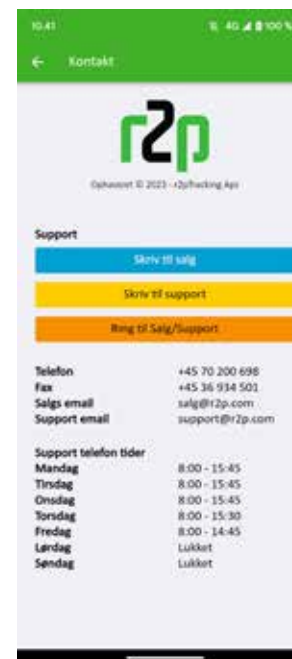 10.41 4G 100 %
Kontakt
r2p
Ophavsret © 2023 - r2pTracking Aps
Support
Skriv til salg
Skriv til support
Ring til Salg/Support
Telefon +45 70 200 698
Fax +45 36 934 501
Salgs email salg@r2p.com
Support email support@r2p.com
Support telefon tider
Mandag 8:00 - 15:45
Tirsdag 8:00 - 15:45
Onsdag 8:00 - 15:45
Torsdag 8:00 - 15:30
Fredag 8:00 - 14:45
Lørdag Lukket
Søndag Lukket